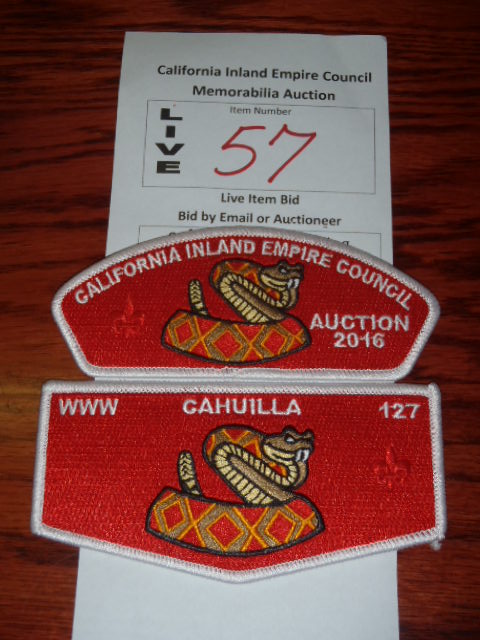 California Inland Empire Council
Memorabilia Auction
Item Number
LIVE
57
Live Item Bid
Bid by Email or Auctioneer
CALIFORNIA INLAND EMPIRE COUNCIL
AUCTION
2016
WWW CAHUILLA 127